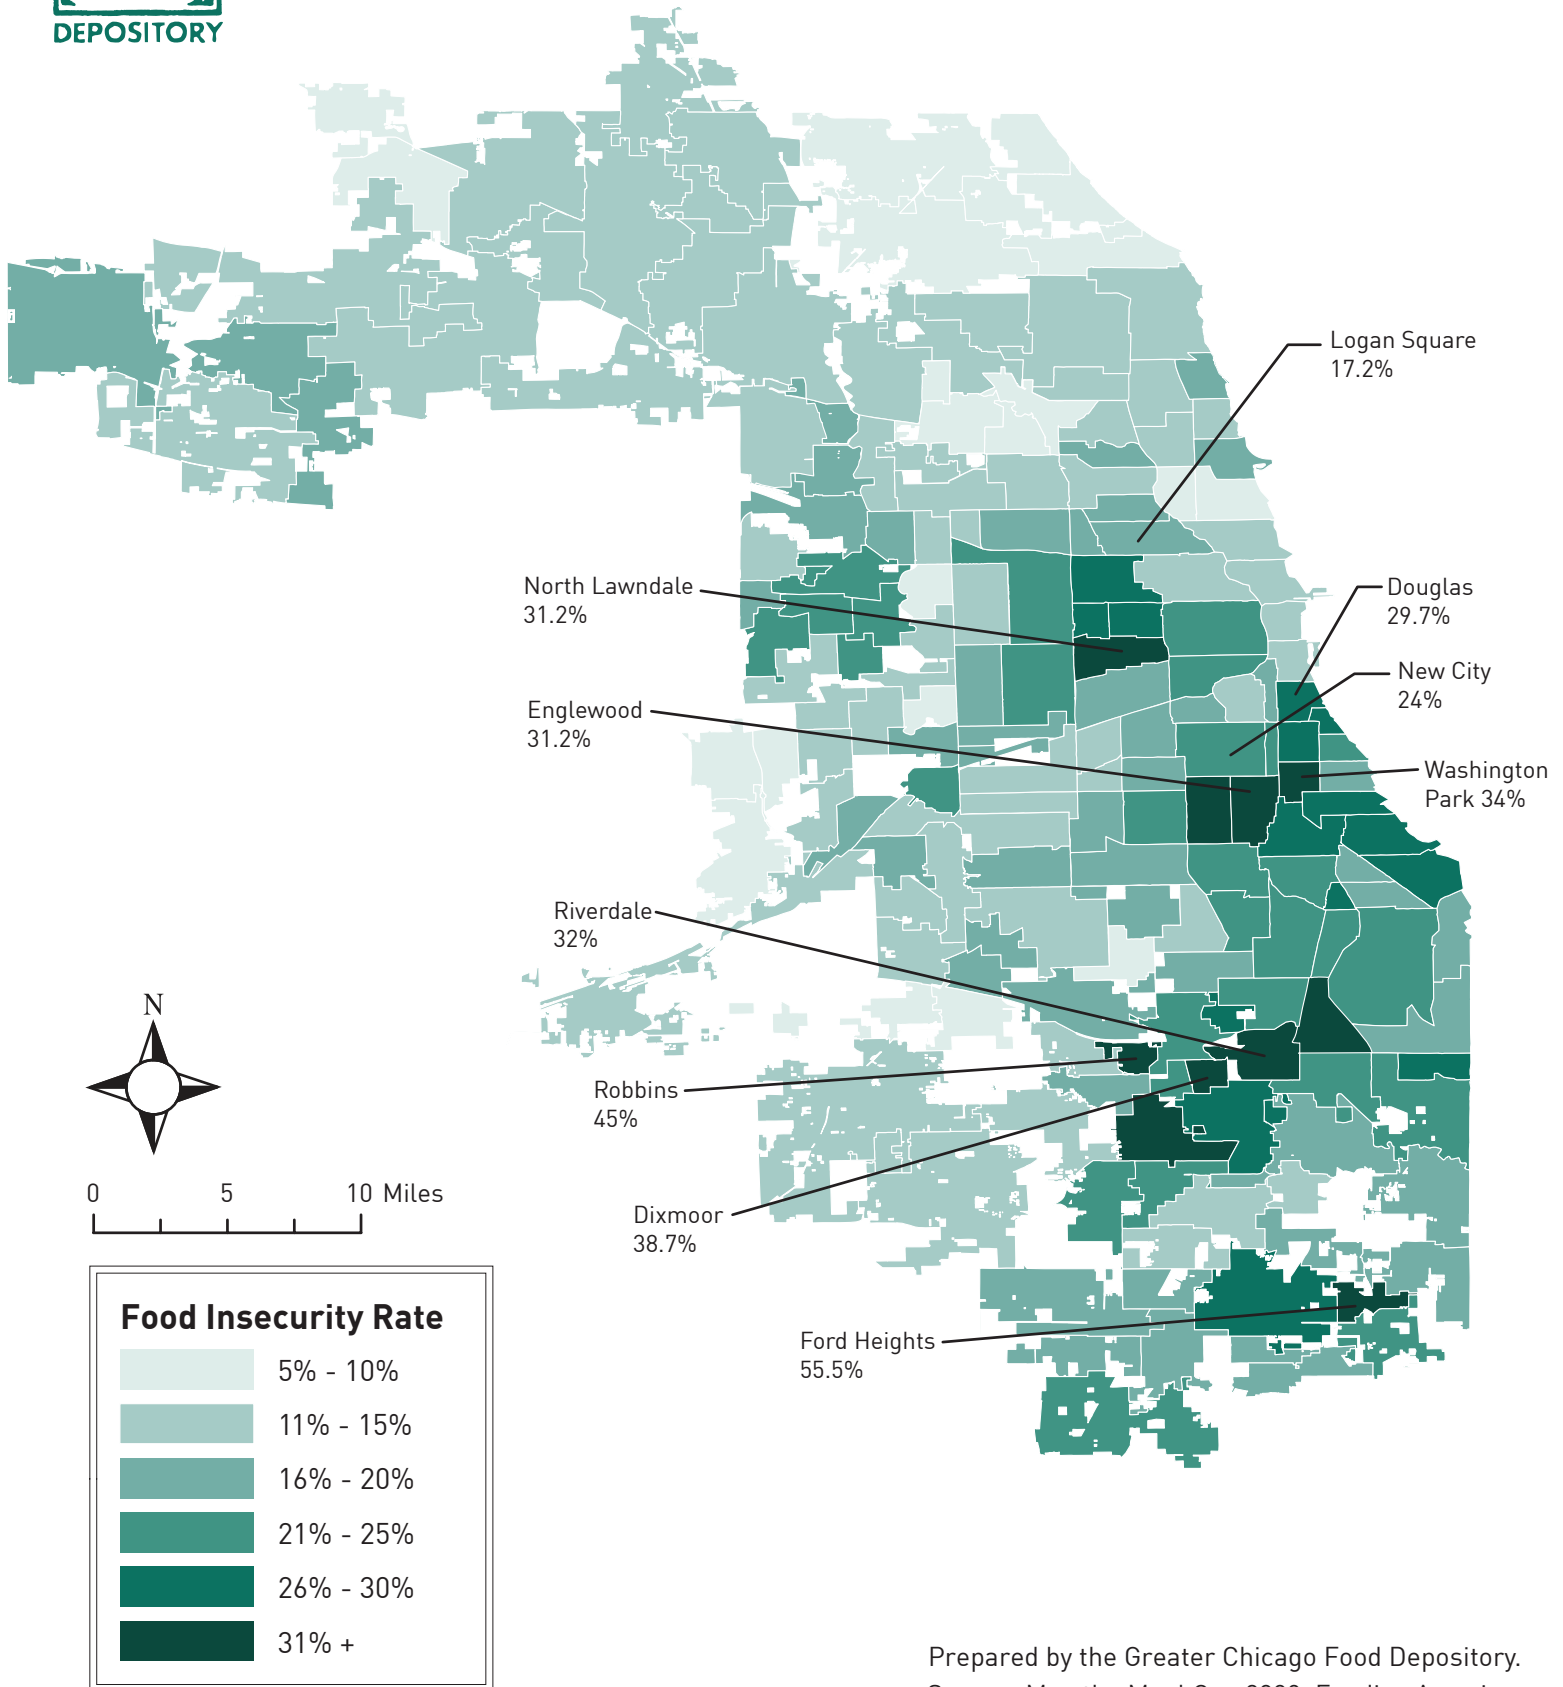 DEPOSITORY
Logan Square
17.2%
North Lawndale
31.2%
Douglas
29.7%
New City
24%
Englewood
31.2%
Washington
Park 34%
Riverdale
32%
N
Robbins
45%
0 5 10 Miles
Dixmoor
38.7%
Ford Heights
55.5%
Food Insecurity Rate
5% - 10%
11% - 15%
16% - 20%
21% - 25%
26% - 30%
31% +
Prepared by the Greater Chicago Food Depository.